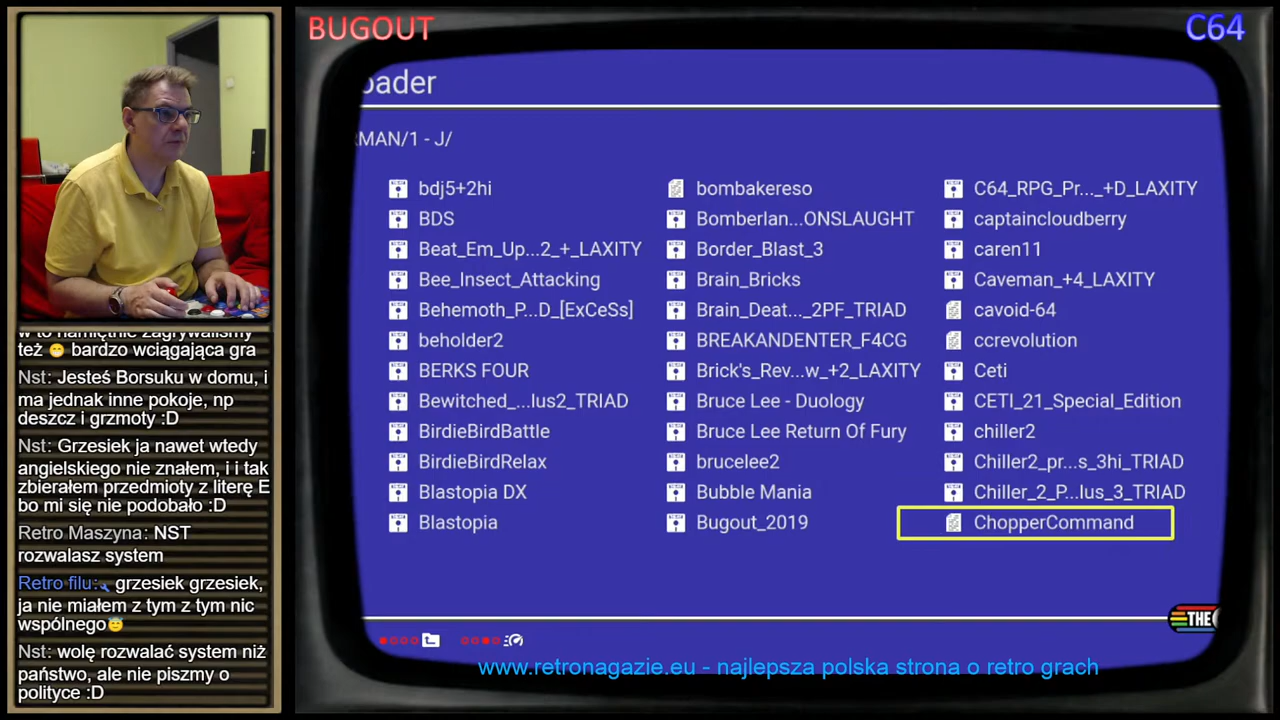 BUGOUT
C64
oader
RMAN/1 - J/
bdj5+2hi
BDS
Beat_Em_Up...2_+_LAXITY
Bee_Insect_Attacking
Behemoth_P...D_[ExCeSs]
beholder2
BERKS FOUR
Bewitched_...lus2_TRIAD
BirdieBirdBattle
BirdieBirdRelax
Blastopia DX
Blastopia
bombakereso
Bomberlan...ONSLAUGHT
Border_Blast_3
Brain_Bricks
Brain_Deat..._2PF_TRIAD
BREAKANDENTER_F4CG
Brick's_Rev...w_+2_LAXITY
Bruce Lee - Duology
Bruce Lee Return Of Fury
brucelee2
Bubble Mania
Bugout_2019
C64_RPG_Pr..._+D_LAXITY
captaincloudberry
caren11
Caveman_+4_LAXITY
cavoid-64
ccrevolution
Ceti
CETI_21_Special_Edition
chiller2
Chiller2_pr...s_3hi_TRIAD
Chiller_2_P...lus_3_TRIAD
ChopperCommand
THE
www.retronagazie.eu - najlepsza polska strona o retro grach
w to namiętnie zagrywaliśmy
też 😁 bardzo wciągająca gra
Nst: Jesteś Borsuku w domu, i
ma jednak inne pokoje, np
deszcz i grzmoty :D
Nst: Grzesiek ja nawet wtedy
angielskiego nie znałem, i i tak
zbierałem przedmioty z literę E
bo mi się nie podobało :D
Retro Maszyna: NST
rozwalasz system
Retro filu: grzesiek grzesiek,
ja nie miałem z tym z tym nic
wspólnego😇
Nst: wolę rozwalać system niż
państwo, ale nie piszmy o
polityce :D